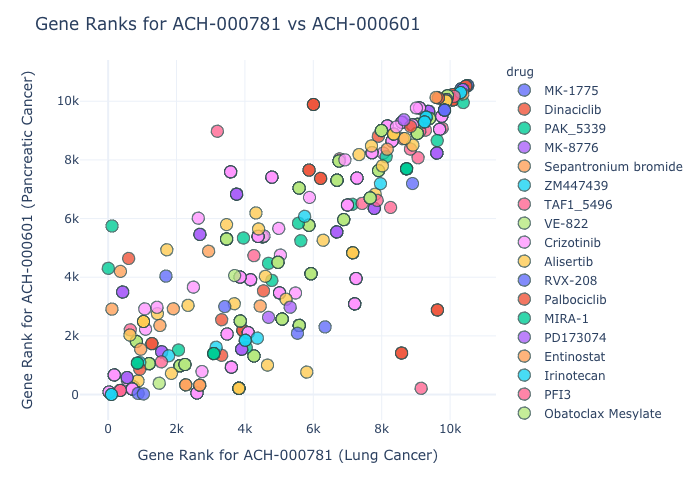 Gene Ranks for ACH-000781 vs ACH-000601
drug
MK-1775
Dinaciclib
PAK_5339
MK-8776
Sepantronium bromide
ZM447439
TAF1_5496
VE-822
Crizotinib
Alisertib
RVX-208
Palbociclib
MIRA-1
PD173074
Entinostat
Irinotecan
PFI3
Obatoclax Mesylate
Gene Rank for ACH-000601 (Pancreatic Cancer)
10k
8k
6k
4k
2k
0
0
2k
4k
6k
8k
10k
Gene Rank for ACH-000781 (Lung Cancer)